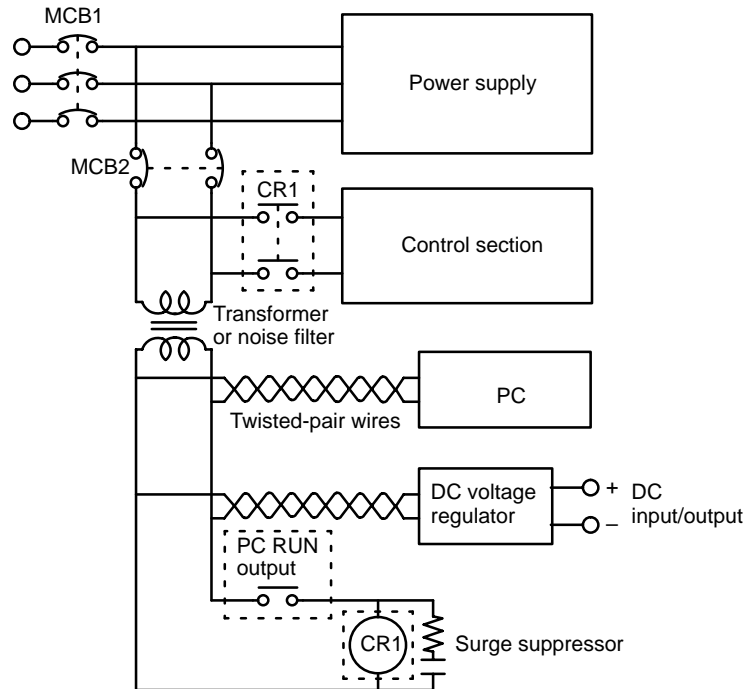 MCB1
Power supply
MCB2
CR1
Control section
Transformer
or noise filter
PC
Twisted-pair wires
DC voltage
regulator
+
–
DC
input/output
PC RUN
output
CR1
Surge suppressor